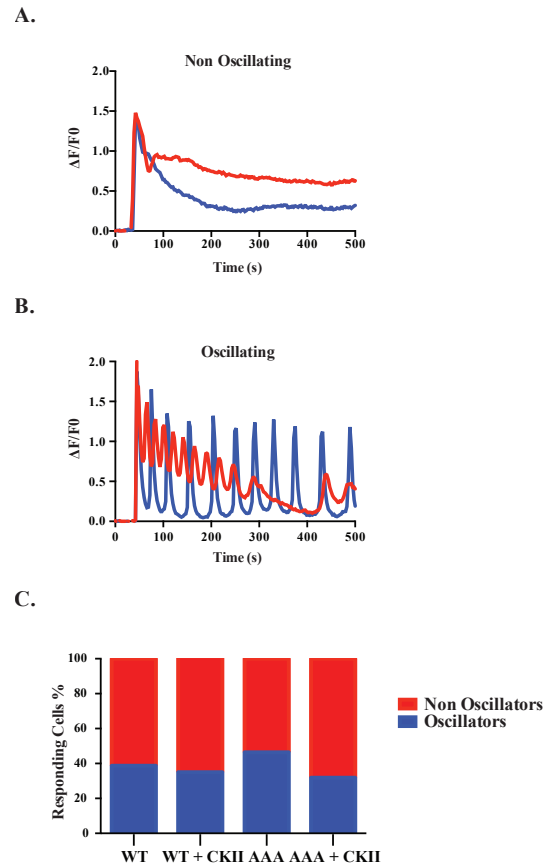 A.
Non Oscillating
2.0
1.5
1.0
0.5
0.0
ΔF/F0
0 100 200 300 400 500
Time (s)
B.
Oscillating
2.0
1.5
1.0
0.5
0.0
ΔF/F0
0 100 200 300 400 500
Time (s)
C.
100
80
60
40
20
0
Responding Cells %
Non Oscillators
Oscillators
WT WT + CKII AAA AAA + CKII